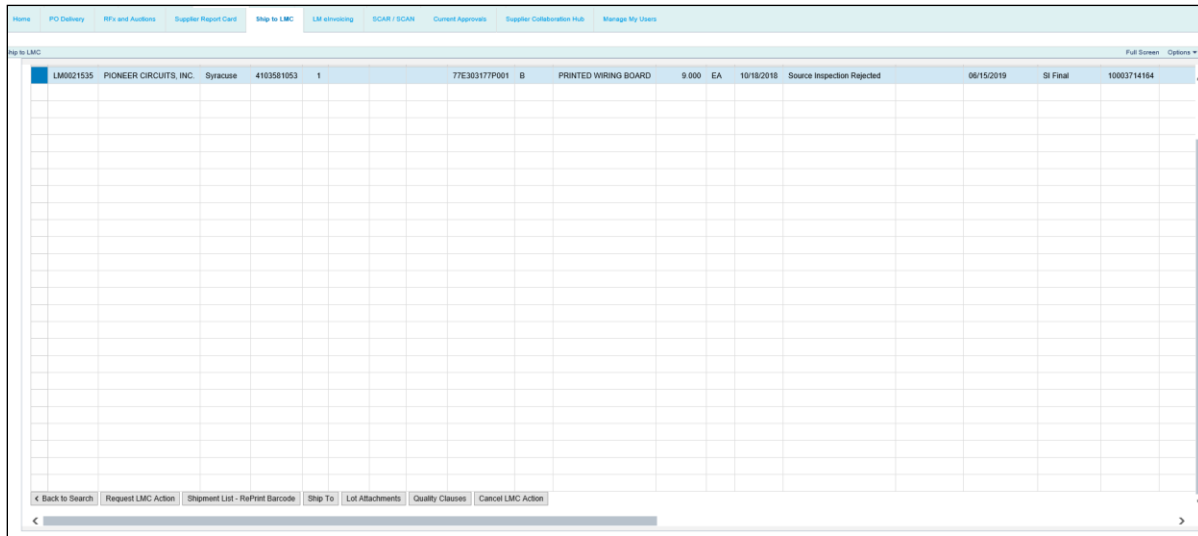 Home PO Delivery RFx and Auctions Supplier Report Card Ship to LMC LM eInvoicing SCAR / SCAN Current Approvals Supplier Collaboration Hub Manage My Users
hip to LMC Full Screen Options
LM0021535 PIONEER CIRCUITS, INC. Syracuse 4103581053 1 77E303177P001 B PRINTED WIRING BOARD 9.000 EA 10/18/2018 Source Inspection Rejected 06/15/2019 SI Final 10003714164
< Back to Search Request LMC Action Shipment List - RePrint Barcode Ship To Lot Attachments Quality Clauses Cancel LMC Action